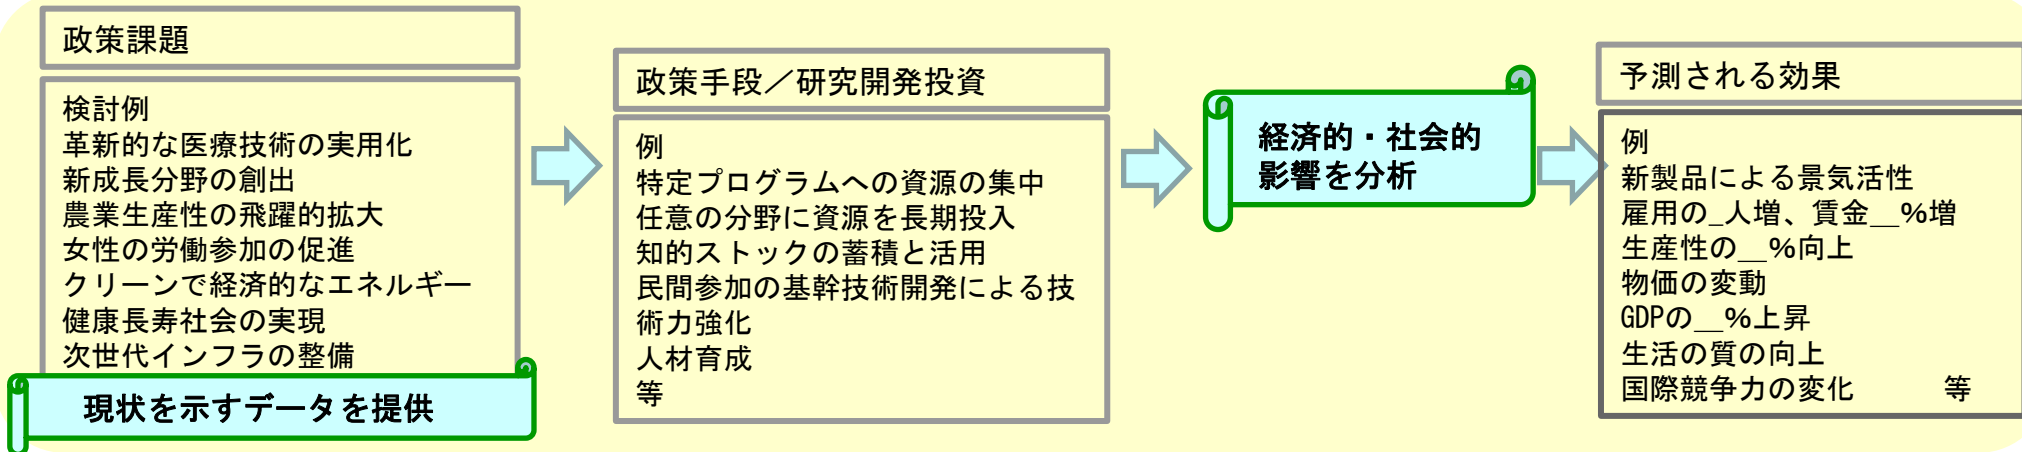 政策課題
検討例
革新的な医療技術の実用化
新成長分野の創出
農業生産性の飛躍的拡大
女性の労働参加の促進
クリーンで経済的なエネルギー
健康長寿社会の実現
次世代インフラの整備
現状を示すデータを提供
政策手段／研究開発投資
例
特定プログラムへの資源の集中
任意の分野に資源を長期投入
知的ストックの蓄積と活用
民間参加の基幹技術開発による技
術力強化
人材育成
等
経済的・社会的
影響を分析
予測される効果
例
新製品による景気活性
雇用の_人増、賃金__%増
生産性の__%向上
物価の変動
GDPの__%上昇
生活の質の向上
国際競争力の変化　　　等